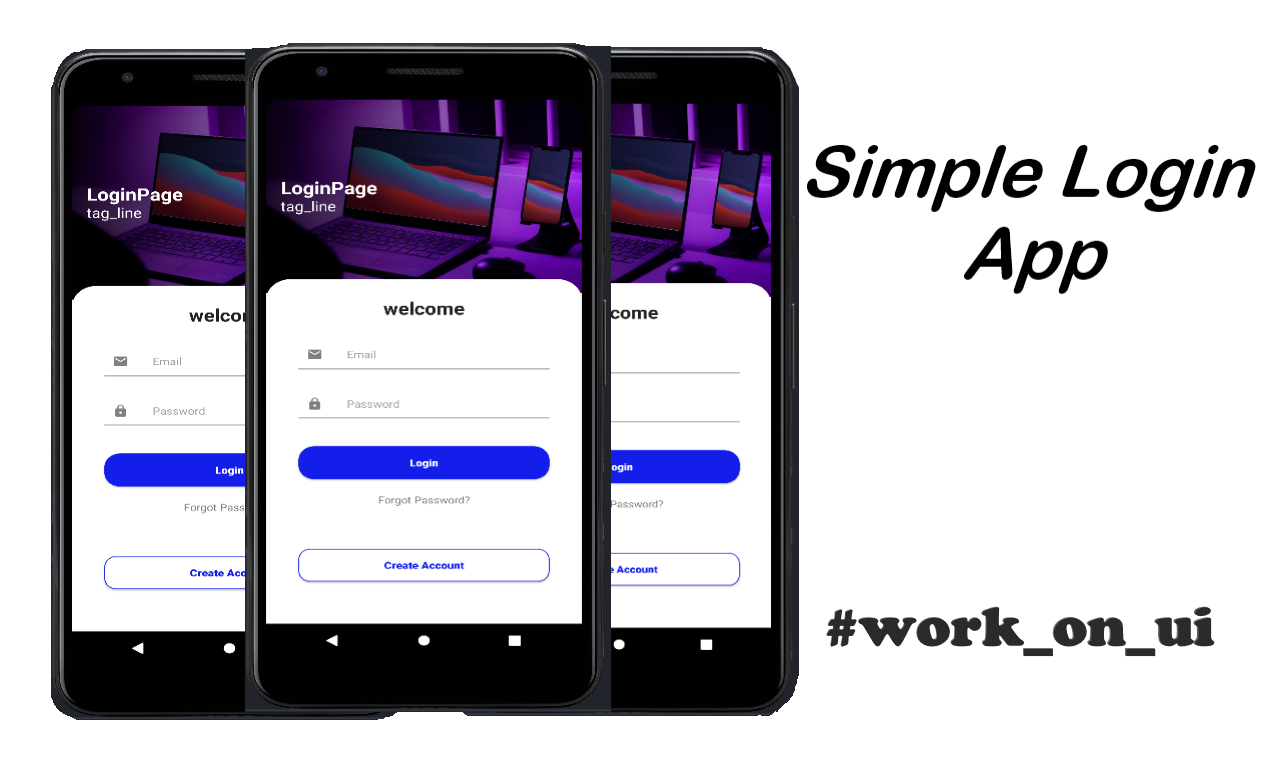 LoginPage
tag_line
welcor
Email
Password
Login
Forgot Pass
Create Acc
LoginPage
tag_line
welcome
Email
Password
Login
Forgot Password?
Create Account
come
ogin
Password?
e Account
Simple Login
App
#work_on_ui